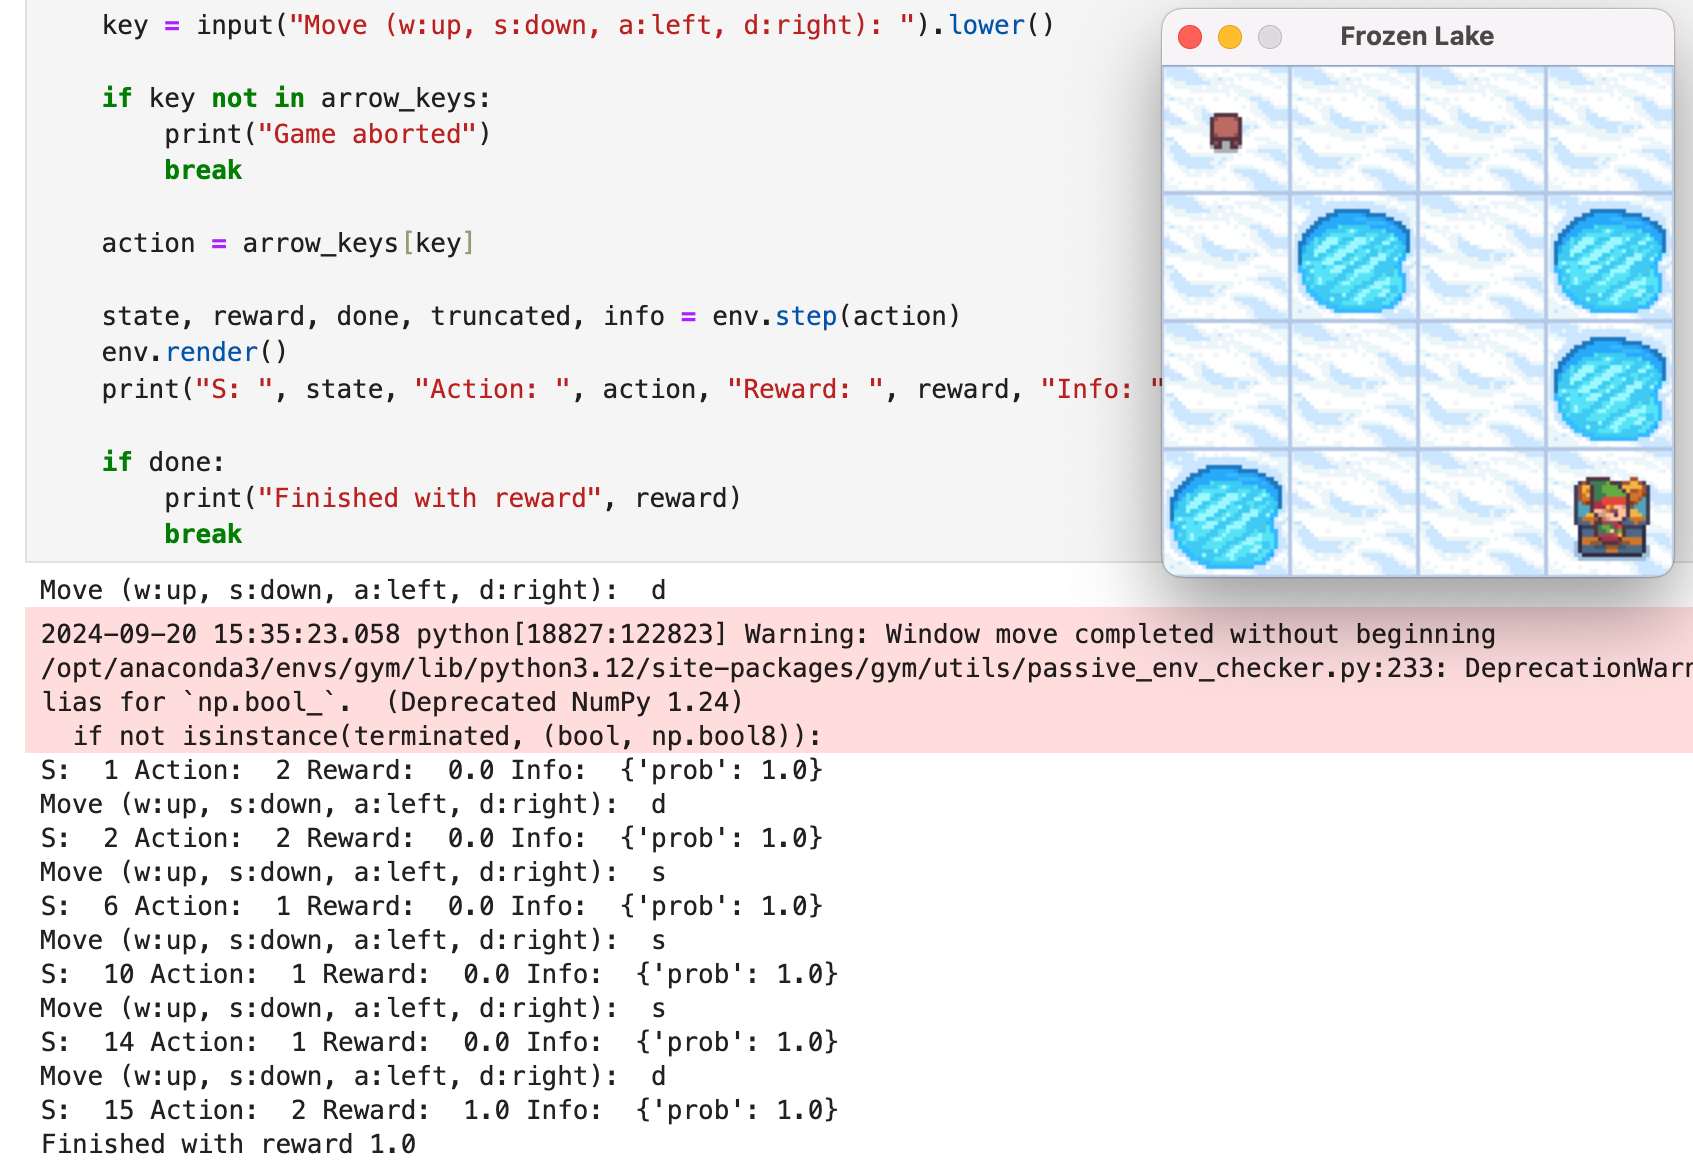 key = input("Move (w:up, s:down, a:left, d:right): ").lower()
if key not in arrow_keys:
print("Game aborted")
break
action = arrow_keys[key]
state, reward, done, truncated, info = env.step(action)
env.render()
print("S: ", state, "Action: ", action, "Reward: ", reward, "Info: "
if done:
print("Finished with reward", reward)
break
Frozen Lake
Move (w:up, s:down, a:left, d:right):  d
2024-09-20 15:35:23.058 python[18827:122823] Warning: Window move completed without beginning
/opt/anaconda3/envs/gym/lib/python3.12/site-packages/gym/utils/passive_env_checker.py:233: DeprecationWarn
lias for `np.bool_`.  (Deprecated NumPy 1.24)
if not isinstance(terminated, (bool, np.bool8)):
S:  1 Action:  2 Reward:  0.0 Info:  {'prob': 1.0}
Move (w:up, s:down, a:left, d:right):  d
S:  2 Action:  2 Reward:  0.0 Info:  {'prob': 1.0}
Move (w:up, s:down, a:left, d:right):  s
S:  6 Action:  1 Reward:  0.0 Info:  {'prob': 1.0}
Move (w:up, s:down, a:left, d:right):  s
S:  10 Action:  1 Reward:  0.0 Info:  {'prob': 1.0}
Move (w:up, s:down, a:left, d:right):  s
S:  14 Action:  1 Reward:  0.0 Info:  {'prob': 1.0}
Move (w:up, s:down, a:left, d:right):  d
S:  15 Action:  2 Reward:  1.0 Info:  {'prob': 1.0}
Finished with reward 1.0